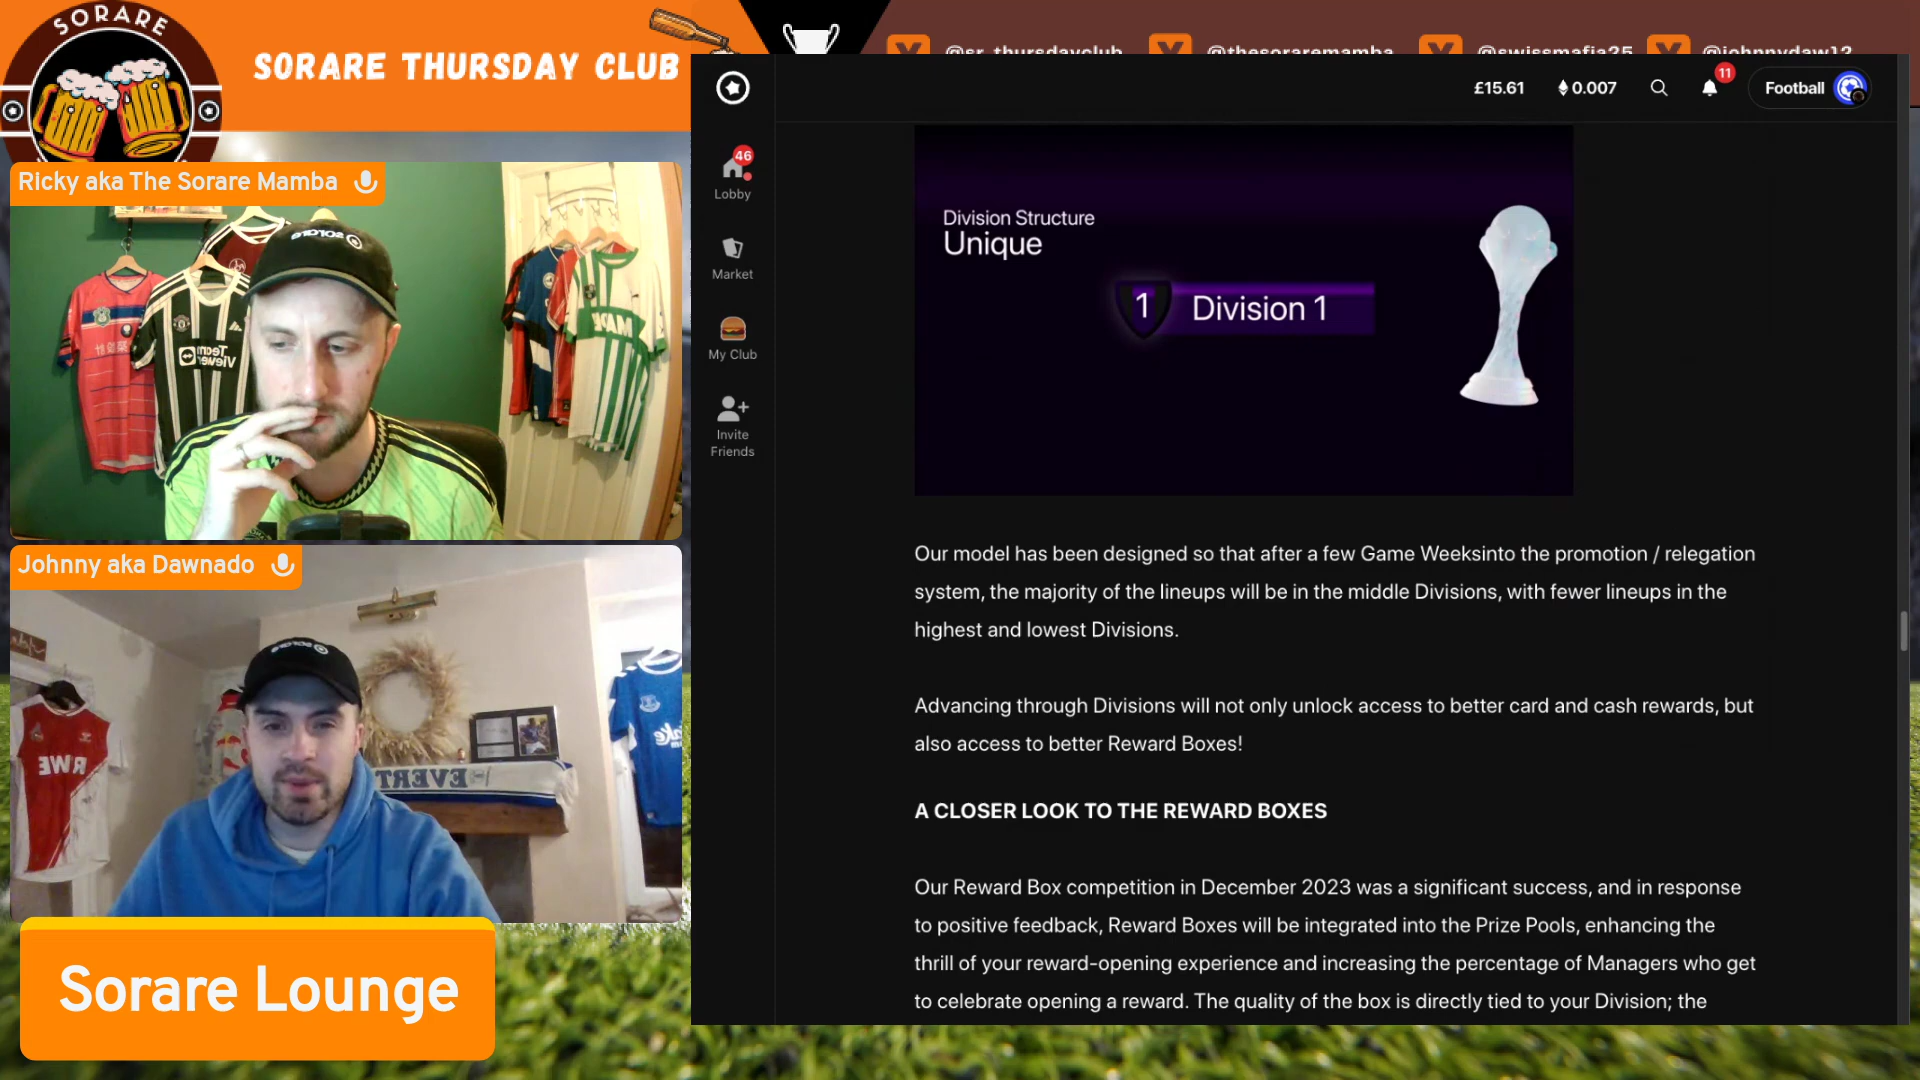 SORARE
SORARE THURSDAY CLUB
@sr_thursdayclub
@thesoraremamba
@swissmafia25
@johnnydaw12
Ricky aka The Sorare Mamba
Johnny aka Dawnado
Sorare Lounge
£15.61
0.007
11
Football
46
Lobby
Market
My Club
Invite
Friends
Division Structure
Unique
1
Division 1
Our model has been designed so that after a few Game Weeksinto the promotion / relegation
system, the majority of the lineups will be in the middle Divisions, with fewer lineups in the
highest and lowest Divisions.
Advancing through Divisions will not only unlock access to better card and cash rewards, but
also access to better Reward Boxes!
A CLOSER LOOK TO THE REWARD BOXES
Our Reward Box competition in December 2023 was a significant success, and in response
to positive feedback, Reward Boxes will be integrated into the Prize Pools, enhancing the
thrill of your reward-opening experience and increasing the percentage of Managers who get
to celebrate opening a reward. The quality of the box is directly tied to your Division; the
sorare
Team
Viewer
sorare
RWE
EVERT